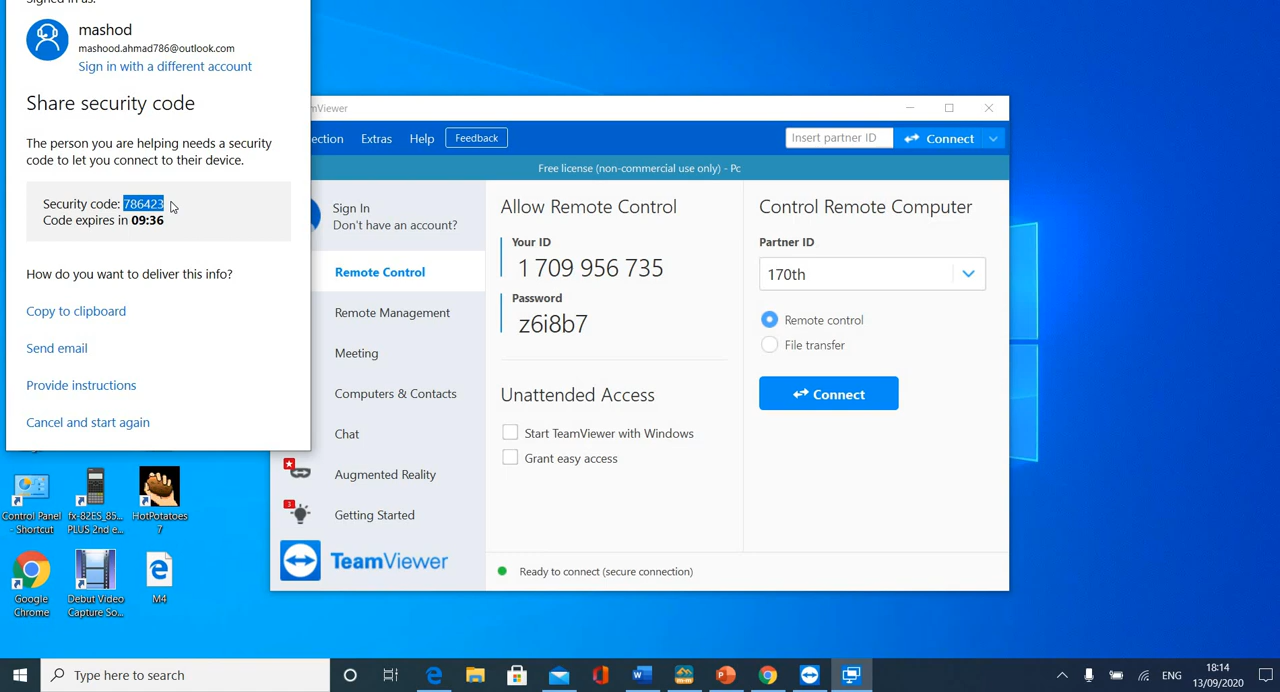 Signed in as:
mashod
mashood.ahmad786@outlook.com
Sign in with a different account
Share security code
The person you are helping needs a security
code to let you connect to their device.
Security code: 786423
Code expires in 09:36
How do you want to deliver this info?
Copy to clipboard
Send email
Provide instructions
Cancel and start again
mViewer
ection Extras Help Feedback
Insert partner ID Connect
Free license (non-commercial use only) - Pc
Sign In
Don't have an account?
Remote Control
Remote Management
Meeting
Computers & Contacts
Chat
Augmented Reality
3
Getting Started
TeamViewer
Allow Remote Control
Your ID
1 709 956 735
Password
z6i8b7
Unattended Access
Start TeamViewer with Windows
Grant easy access
Control Remote Computer
Partner ID
170th
Remote control
File transfer
Connect
Ready to connect (secure connection)
Control Panel
- Shortcut
fx-82ES_85...
PLUS 2nd e...
HotPotatoes
7
Google
Chrome
Debut Video
Capture So...
M4
Type here to search
ENG
18:14
13/09/2020